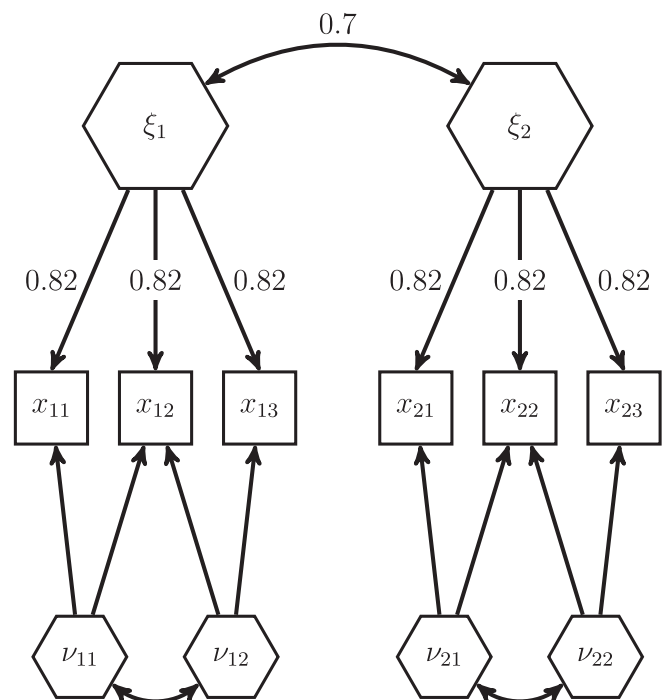 0.7
ξ₁ ξ₂
0.82 0.82 0.82 0.82 0.82 0.82
x₁₁ x₁₂ x₁₃ x₂₁ x₂₂ x₂₃
ν₁₁ ν₁₂ ν₂₁ ν₂₂